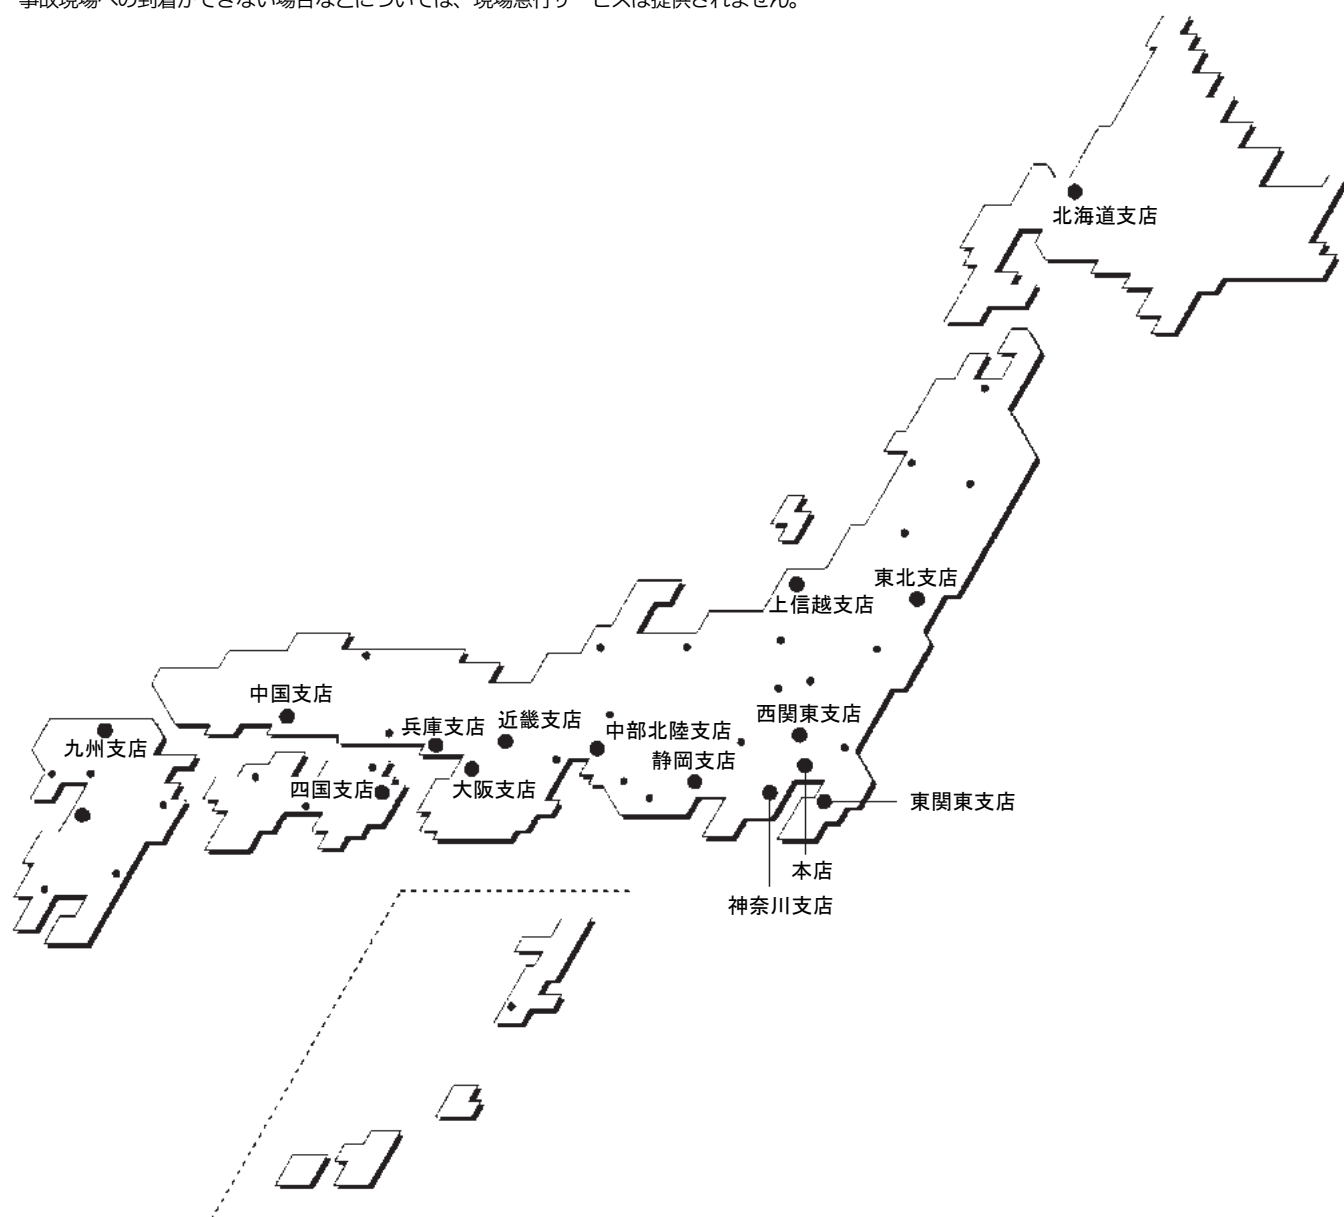 事故現場への到着ができない場合などについては、現場急行サービスは提供されません。
北海道支店
東北支店
上信越支店
中国支店
兵庫支店
近畿支店
中部北陸支店
西関東支店
九州支店
静岡支店
四国支店
大阪支店
東関東支店
本店
神奈川支店